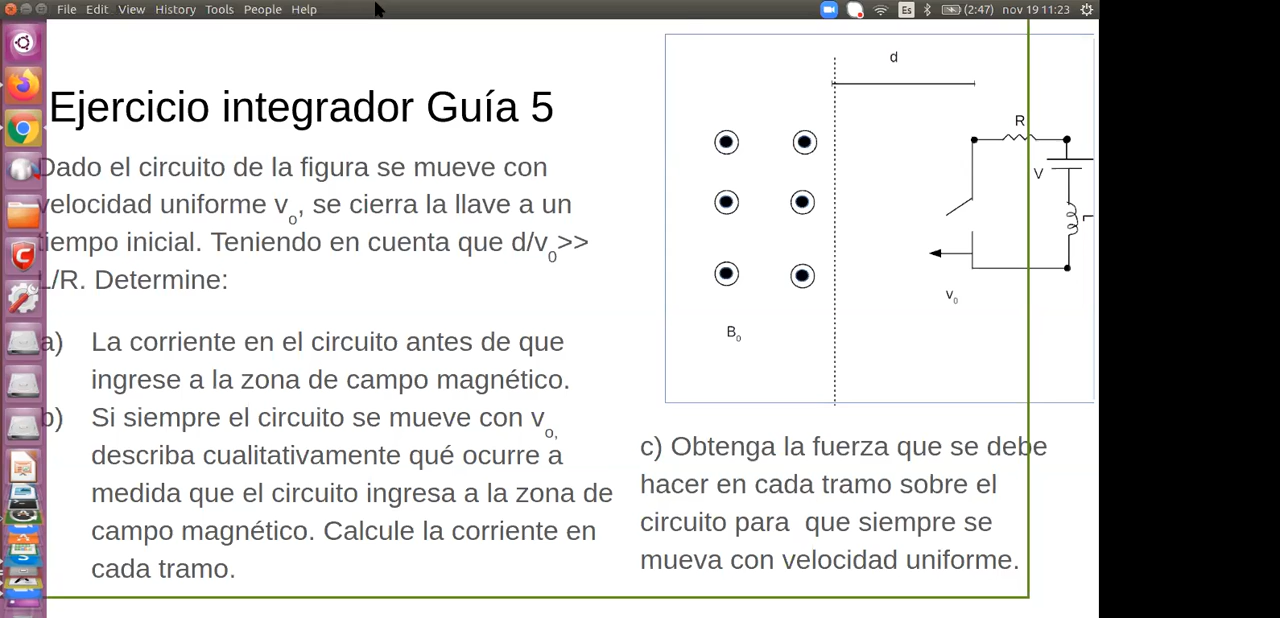 File Edit View History Tools People Help
Es (2:47) nov 19 11:23
Ejercicio integrador Guía 5
Dado el circuito de la figura se mueve con
velocidad uniforme vo, se cierra la llave a un
tiempo inicial. Teniendo en cuenta que d/v0>>
L/R. Determine:
a) La corriente en el circuito antes de que
ingrese a la zona de campo magnético.
b) Si siempre el circuito se mueve con vo,
describa cualitativamente qué ocurre a
medida que el circuito ingresa a la zona de
campo magnético. Calcule la corriente en
cada tramo.
d
R
V
L
v0
B0
c) Obtenga la fuerza que se debe
hacer en cada tramo sobre el
circuito para que siempre se
mueva con velocidad uniforme.